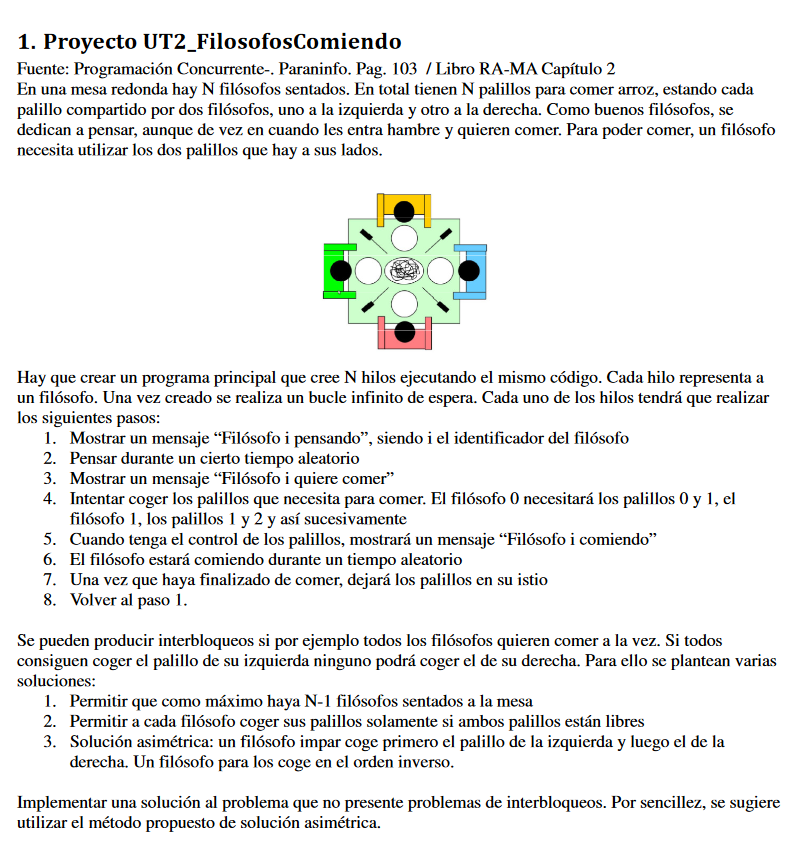 1. Proyecto UT2_FilosofosComiendo
Fuente: Programación Concurrente-. Paraninfo. Pag. 103 / Libro RA-MA Capítulo 2
En una mesa redonda hay N filósofos sentados. En total tienen N palillos para comer arroz, estando cada
palillo compartido por dos filósofos, uno a la izquierda y otro a la derecha. Como buenos filósofos, se
dedican a pensar, aunque de vez en cuando les entra hambre y quieren comer. Para poder comer, un filósofo
necesita utilizar los dos palillos que hay a sus lados.
Hay que crear un programa principal que cree N hilos ejecutando el mismo código. Cada hilo representa a
un filósofo. Una vez creado se realiza un bucle infinito de espera. Cada uno de los hilos tendrá que realizar
los siguientes pasos:
1. Mostrar un mensaje “Filósofo i pensando”, siendo i el identificador del filósofo
2. Pensar durante un cierto tiempo aleatorio
3. Mostrar un mensaje “Filósofo i quiere comer”
4. Intentar coger los palillos que necesita para comer. El filósofo 0 necesitará los palillos 0 y 1, el
filósofo 1, los palillos 1 y 2 y así sucesivamente
5. Cuando tenga el control de los palillos, mostrará un mensaje “Filósofo i comiendo”
6. El filósofo estará comiendo durante un tiempo aleatorio
7. Una vez que haya finalizado de comer, dejará los palillos en su istio
8. Volver al paso 1.
Se pueden producir interbloqueos si por ejemplo todos los filósofos quieren comer a la vez. Si todos
consiguen coger el palillo de su izquierda ninguno podrá coger el de su derecha. Para ello se plantean varias
soluciones:
1. Permitir que como máximo haya N-1 filósofos sentados a la mesa
2. Permitir a cada filósofo coger sus palillos solamente si ambos palillos están libres
3. Solución asimétrica: un filósofo impar coge primero el palillo de la izquierda y luego el de la
derecha. Un filósofo para los coge en el orden inverso.
Implementar una solución al problema que no presente problemas de interbloqueos. Por sencillez, se sugiere
utilizar el método propuesto de solución asimétrica.